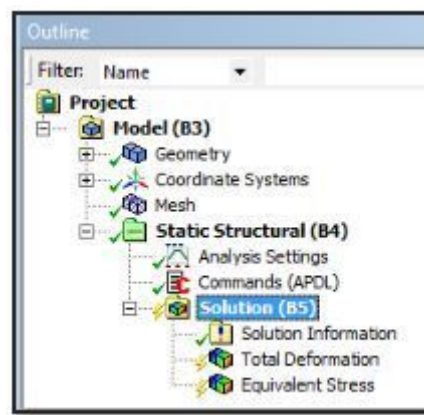 Outline
Filter: Name
Project
Model (B3)
Geometry
Coordinate Systems
Mesh
Static Structural (B4)
Analysis Settings
Commands (APDL)
Solution (B5)
Solution Information
Total Deformation
Equivalent Stress